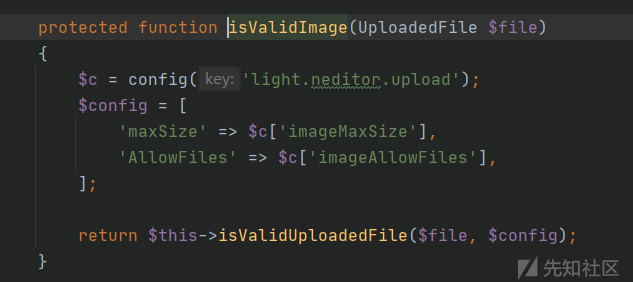 protected function isValidImage(UploadedFile $file)
{
    $c = config( key: 'light.neditor.upload');
    $config = [
        'maxSize' => $c['imageMaxSize'],
        'AllowFiles' => $c['imageAllowFiles'],
    ];
    return $this->isValidUploadedFile($file, $config);
}
先知社区